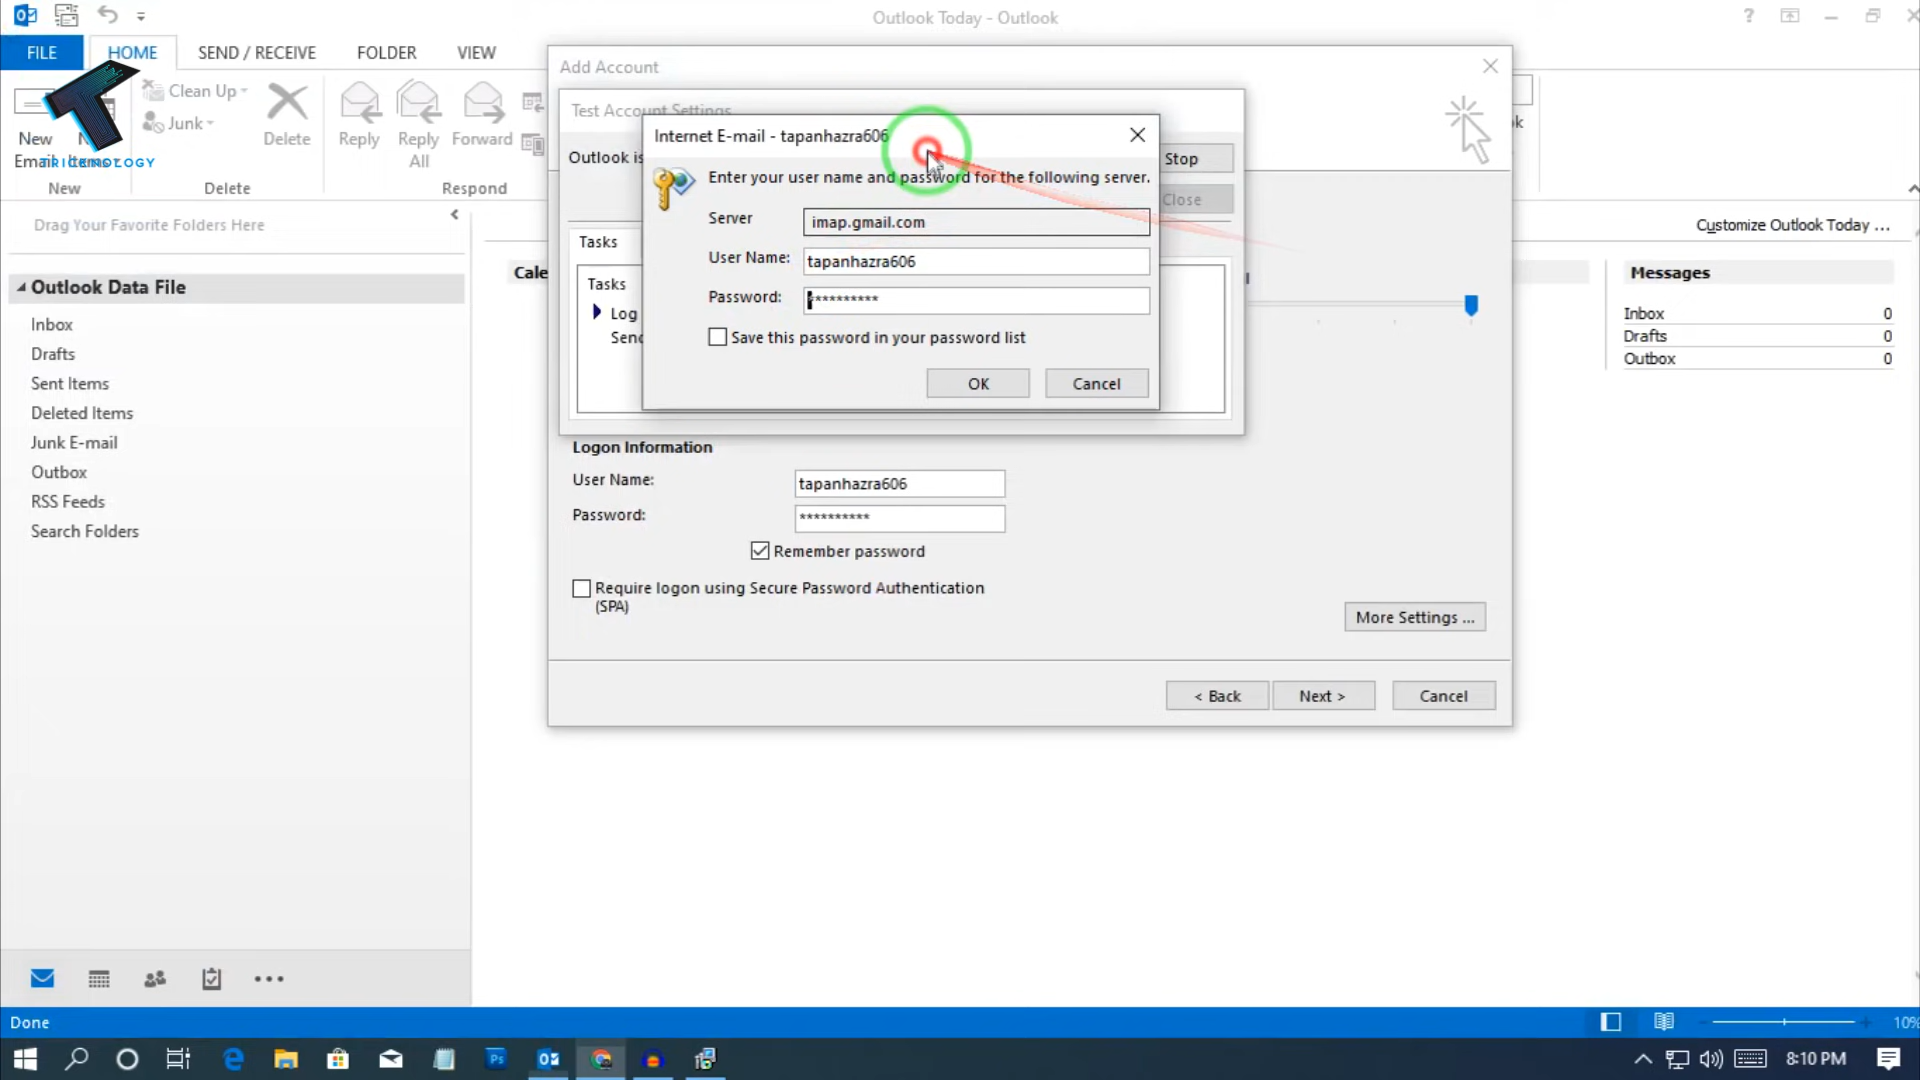 Outlook Today - Outlook
FILE
HOME
SEND / RECEIVE
FOLDER
VIEW
New
Email
Clean Up
Junk
Delete
Reply
Reply
All
Forward
New
Delete
Respond
TRICKNOLOGY
Drag Your Favorite Folders Here
Outlook Data File
Inbox
Drafts
Sent Items
Deleted Items
Junk E-mail
Outbox
RSS Feeds
Search Folders
Add Account
Test Account Settings
Outlook is
Stop
Close
Tasks
Tasks
Log
Internet E-mail - tapanhazra606
Enter your user name and password for the following server.
Server
imap.gmail.com
User Name:
tapanhazra606
Password:
**********
Save this password in your password list
OK
Cancel
Logon Information
User Name:
tapanhazra606
Password:
**********
Remember password
Require logon using Secure Password Authentication
(SPA)
More Settings ...
< Back
Next >
Cancel
Customize Outlook Today ...
Messages
Inbox 0
Drafts 0
Outbox 0
Done
10%
Ps
8:10 PM